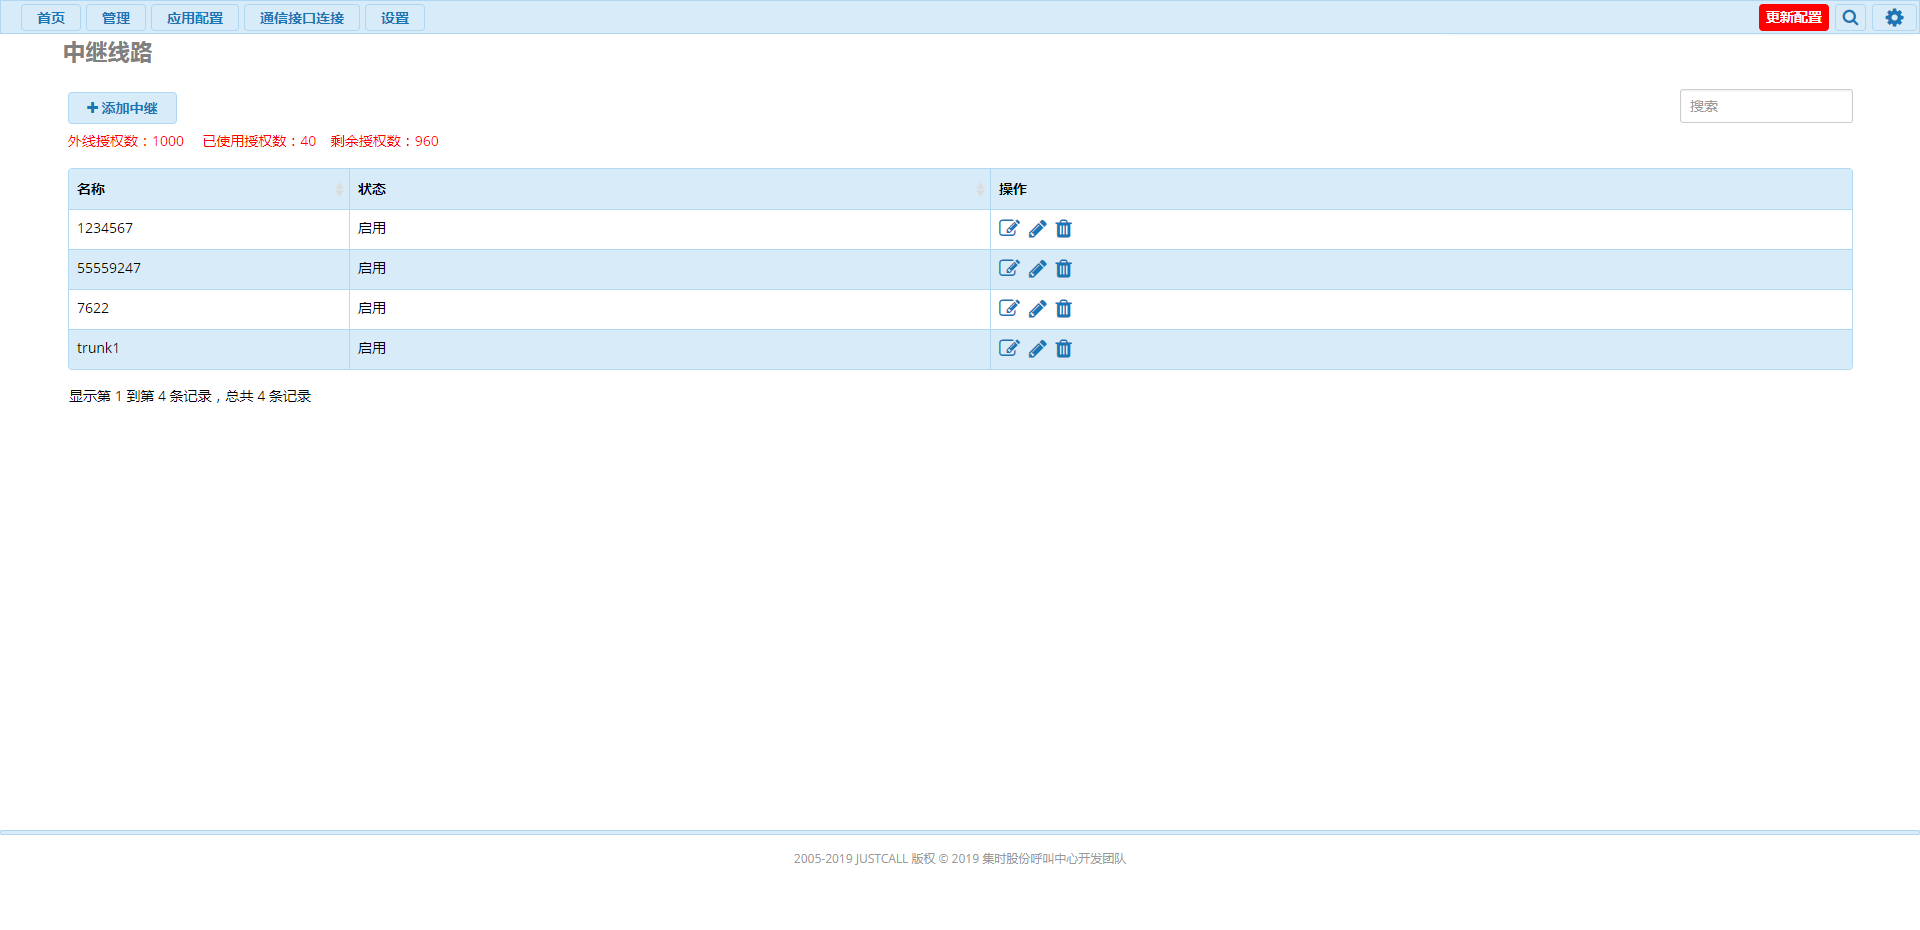 首页 管理 应用配置 通信接口连接 设置 更新配置
中继线路
添加中继 搜索
外线授权数：1000 已使用授权数：40 剩余授权数：960
名称 状态 操作
1234567 启用
55559247 启用
7622 启用
trunk1 启用
显示第 1 到第 4 条记录，总共 4 条记录
2005-2019 JUSTCALL 版权 © 2019 集时股份呼叫中心开发团队